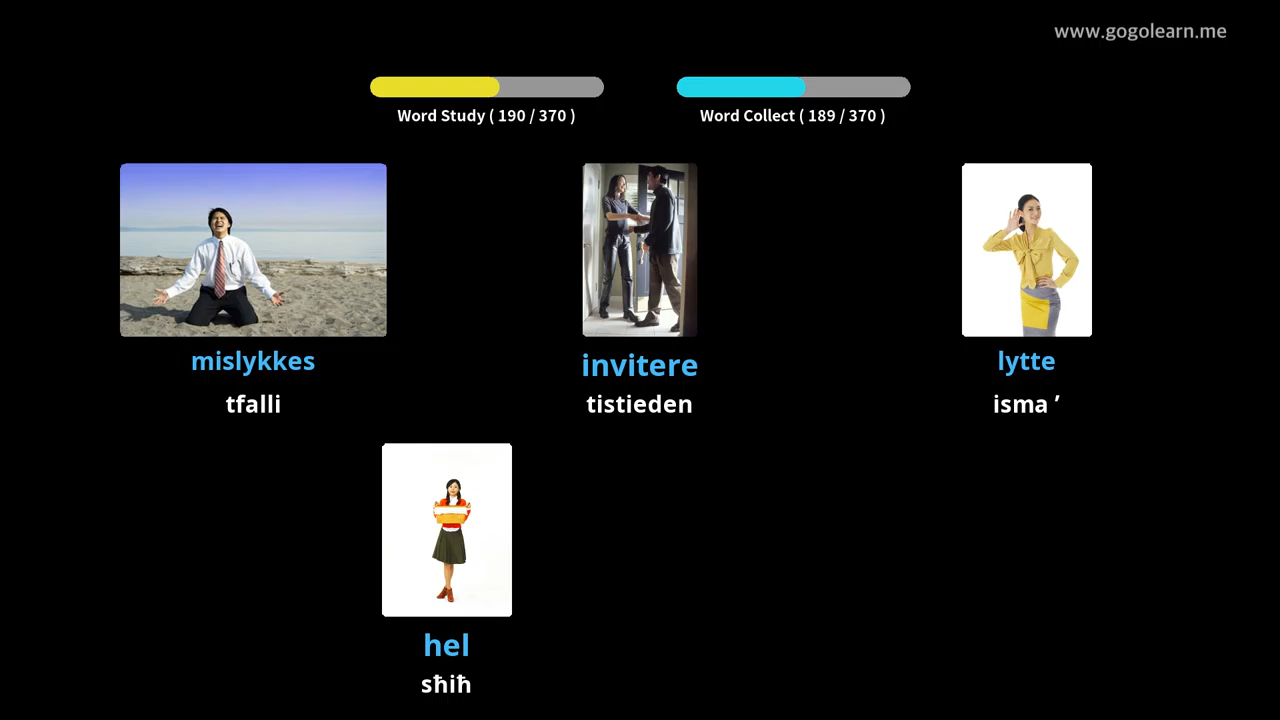 www.gogolearn.me
Word Study ( 190 / 370 )
Word Collect ( 189 / 370 )
mislykkes
invitere
lytte
tfalli
tistieden
isma ’
hel
sħiħ